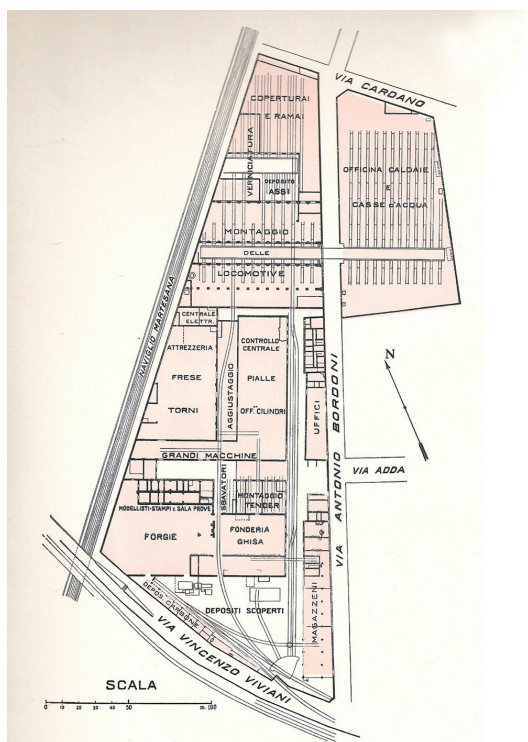 VIA CARDANO
COPERTURAI
E RAMAI
VERNICIATURA
DEPOSITO
ASSI
OFFICINA CALDAIE
E
CASSE D'ACQUA
MONTAGGIO
DELLE
LOCOMOTIVE
NAVIGLIO MARTESANA
CENTRALE
ELETTR.
ATTREZZERIA
FRESE
TORNI
AGGIUSTAGGIO
CONTROLLO
CENTRALE
PIALLE
OFF.NE CILINDRI
UFFICI
VIA ANTONIO BORDONI
N
GRANDI MACCHINE
VIA ADDA
SBAVATORI
MONTAGGIO
TENDER
MODELLISTI-STAMPI E SALA PROVE
FORGIE
FONDERIA
GHISA
DEPOS. CARBONE
DEPOSITI SCOPERTI
MAGAZZENI
VIA VINCENZO VIVIANI
SCALA
0 10 20 30 50 m. 100